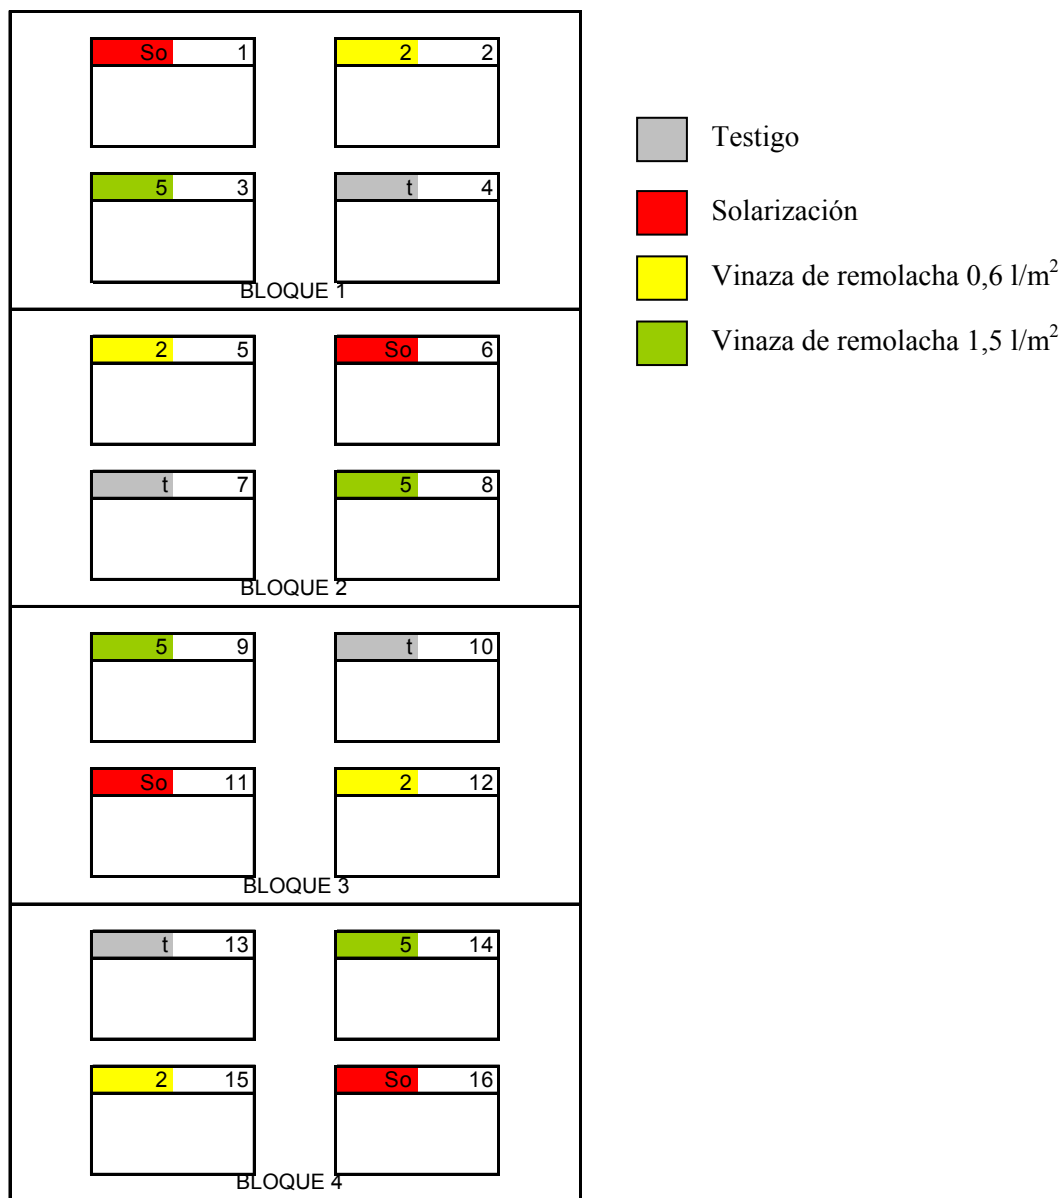 So 1 2 2
5 3 t 4
BLOQUE 1
2 5 So 6
t 7 5 8
BLOQUE 2
5 9 t 10
So 11 2 12
BLOQUE 3
t 13 5 14
2 15 So 16
BLOQUE 4
Testigo
Solarización
Vinaza de remolacha 0,6 l/m²
Vinaza de remolacha 1,5 l/m²